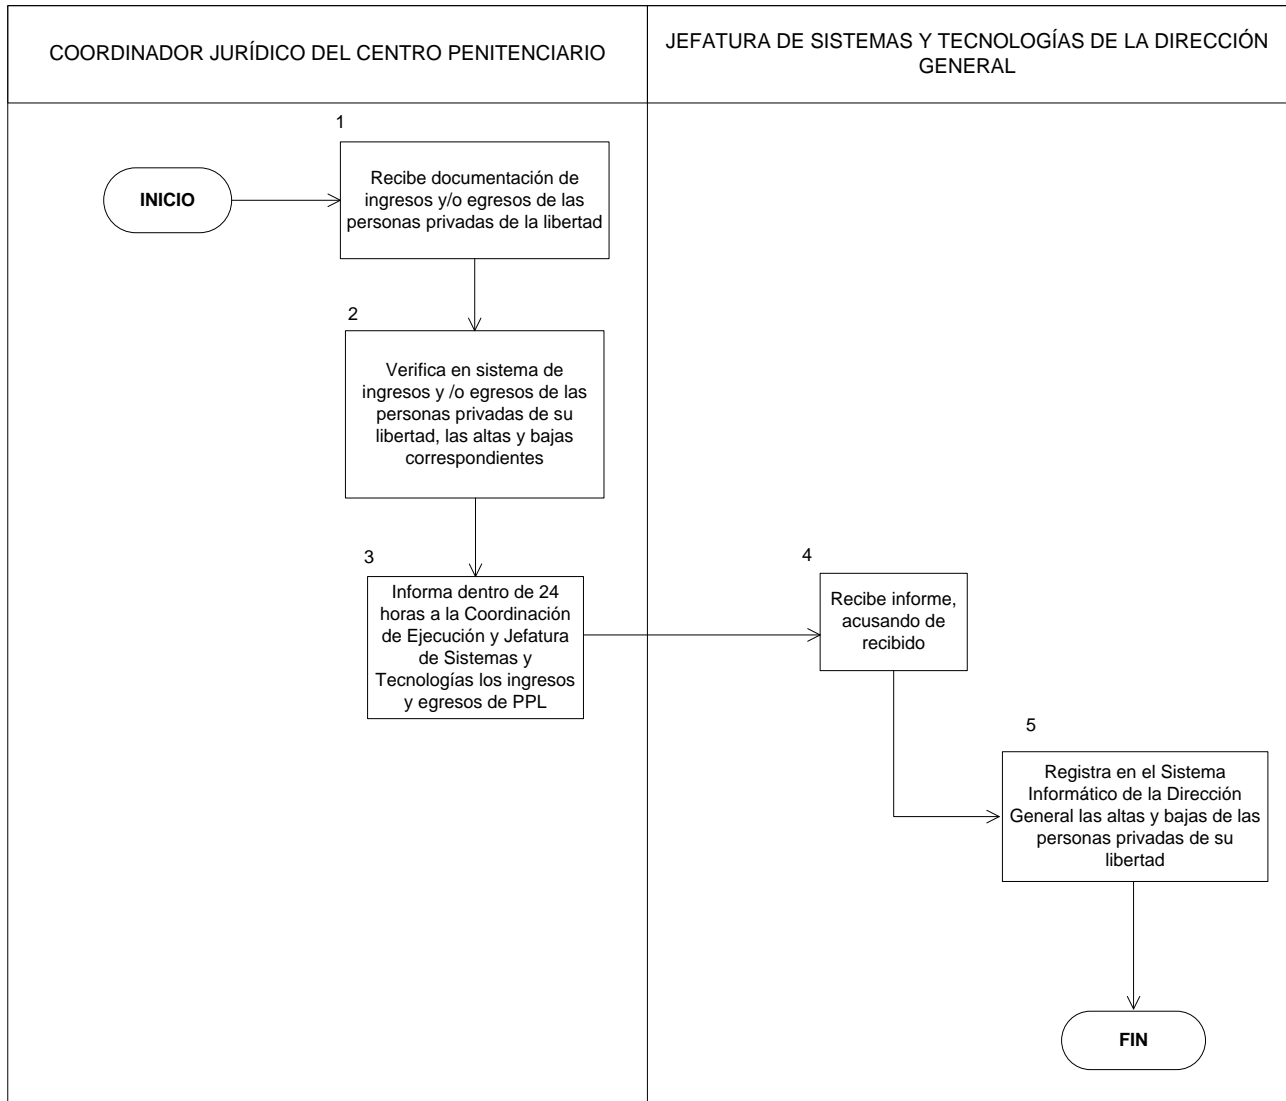 COORDINADOR JURÍDICO DEL CENTRO PENITENCIARIO
JEFATURA DE SISTEMAS Y TECNOLOGÍAS DE LA DIRECCIÓN
GENERAL
INICIO
1
Recibe documentación de
ingresos y/o egresos de las
personas privadas de la libertad
2
Verifica en sistema de
ingresos y /o egresos de las
personas privadas de su
libertad, las altas y bajas
correspondientes
3
Informa dentro de 24
horas a la Coordinación
de Ejecución y Jefatura
de Sistemas y
Tecnologías los ingresos
y egresos de PPL
4
Recibe informe,
acusando de
recibido
5
Registra en el Sistema
Informático de la Dirección
General las altas y bajas de las
personas privadas de su
libertad
FIN